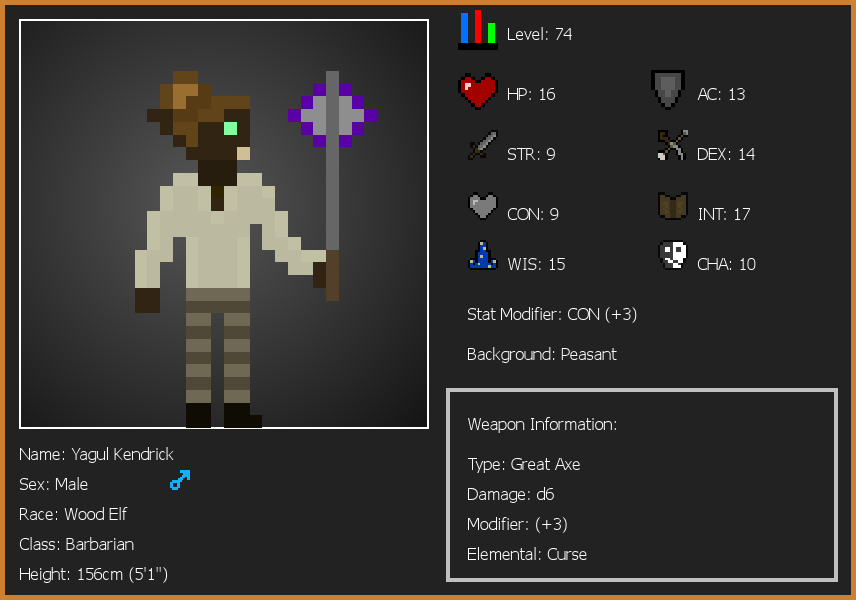 Level: 74
HP: 16
AC: 13
STR: 9
DEX: 14
CON: 9
INT: 17
WIS: 15
CHA: 10
Stat Modifier: CON (+3)
Background: Peasant
Weapon Information:
Type: Great Axe
Damage: d6
Modifier: (+3)
Elemental: Curse
Name: Yagul Kendrick
Sex: Male
Race: Wood Elf
Class: Barbarian
Height: 156cm (5'1")